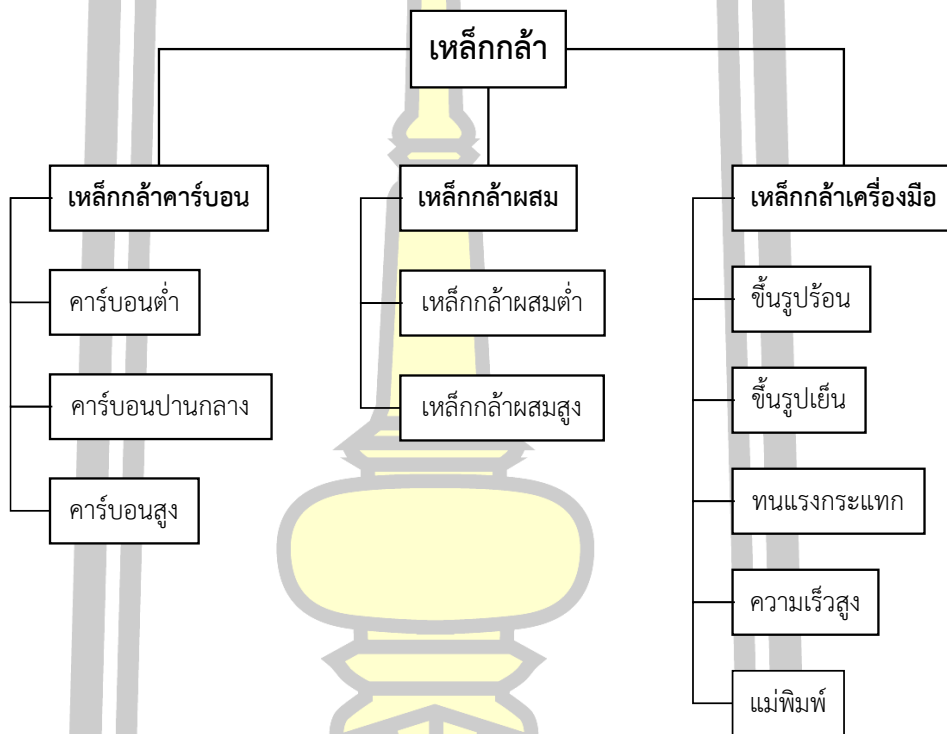 เหล็กกล้า
เหล็กกล้าคาร์บอน
คาร์บอนต่ำ
คาร์บอนปานกลาง
คาร์บอนสูง
เหล็กกล้าผสม
เหล็กกล้าผสมต่ำ
เหล็กกล้าผสมสูง
เหล็กกล้าเครื่องมือ
ขึ้นรูปร้อน
ขึ้นรูปเย็น
ทนแรงกระแทก
ความเร็วสูง
แม่พิมพ์